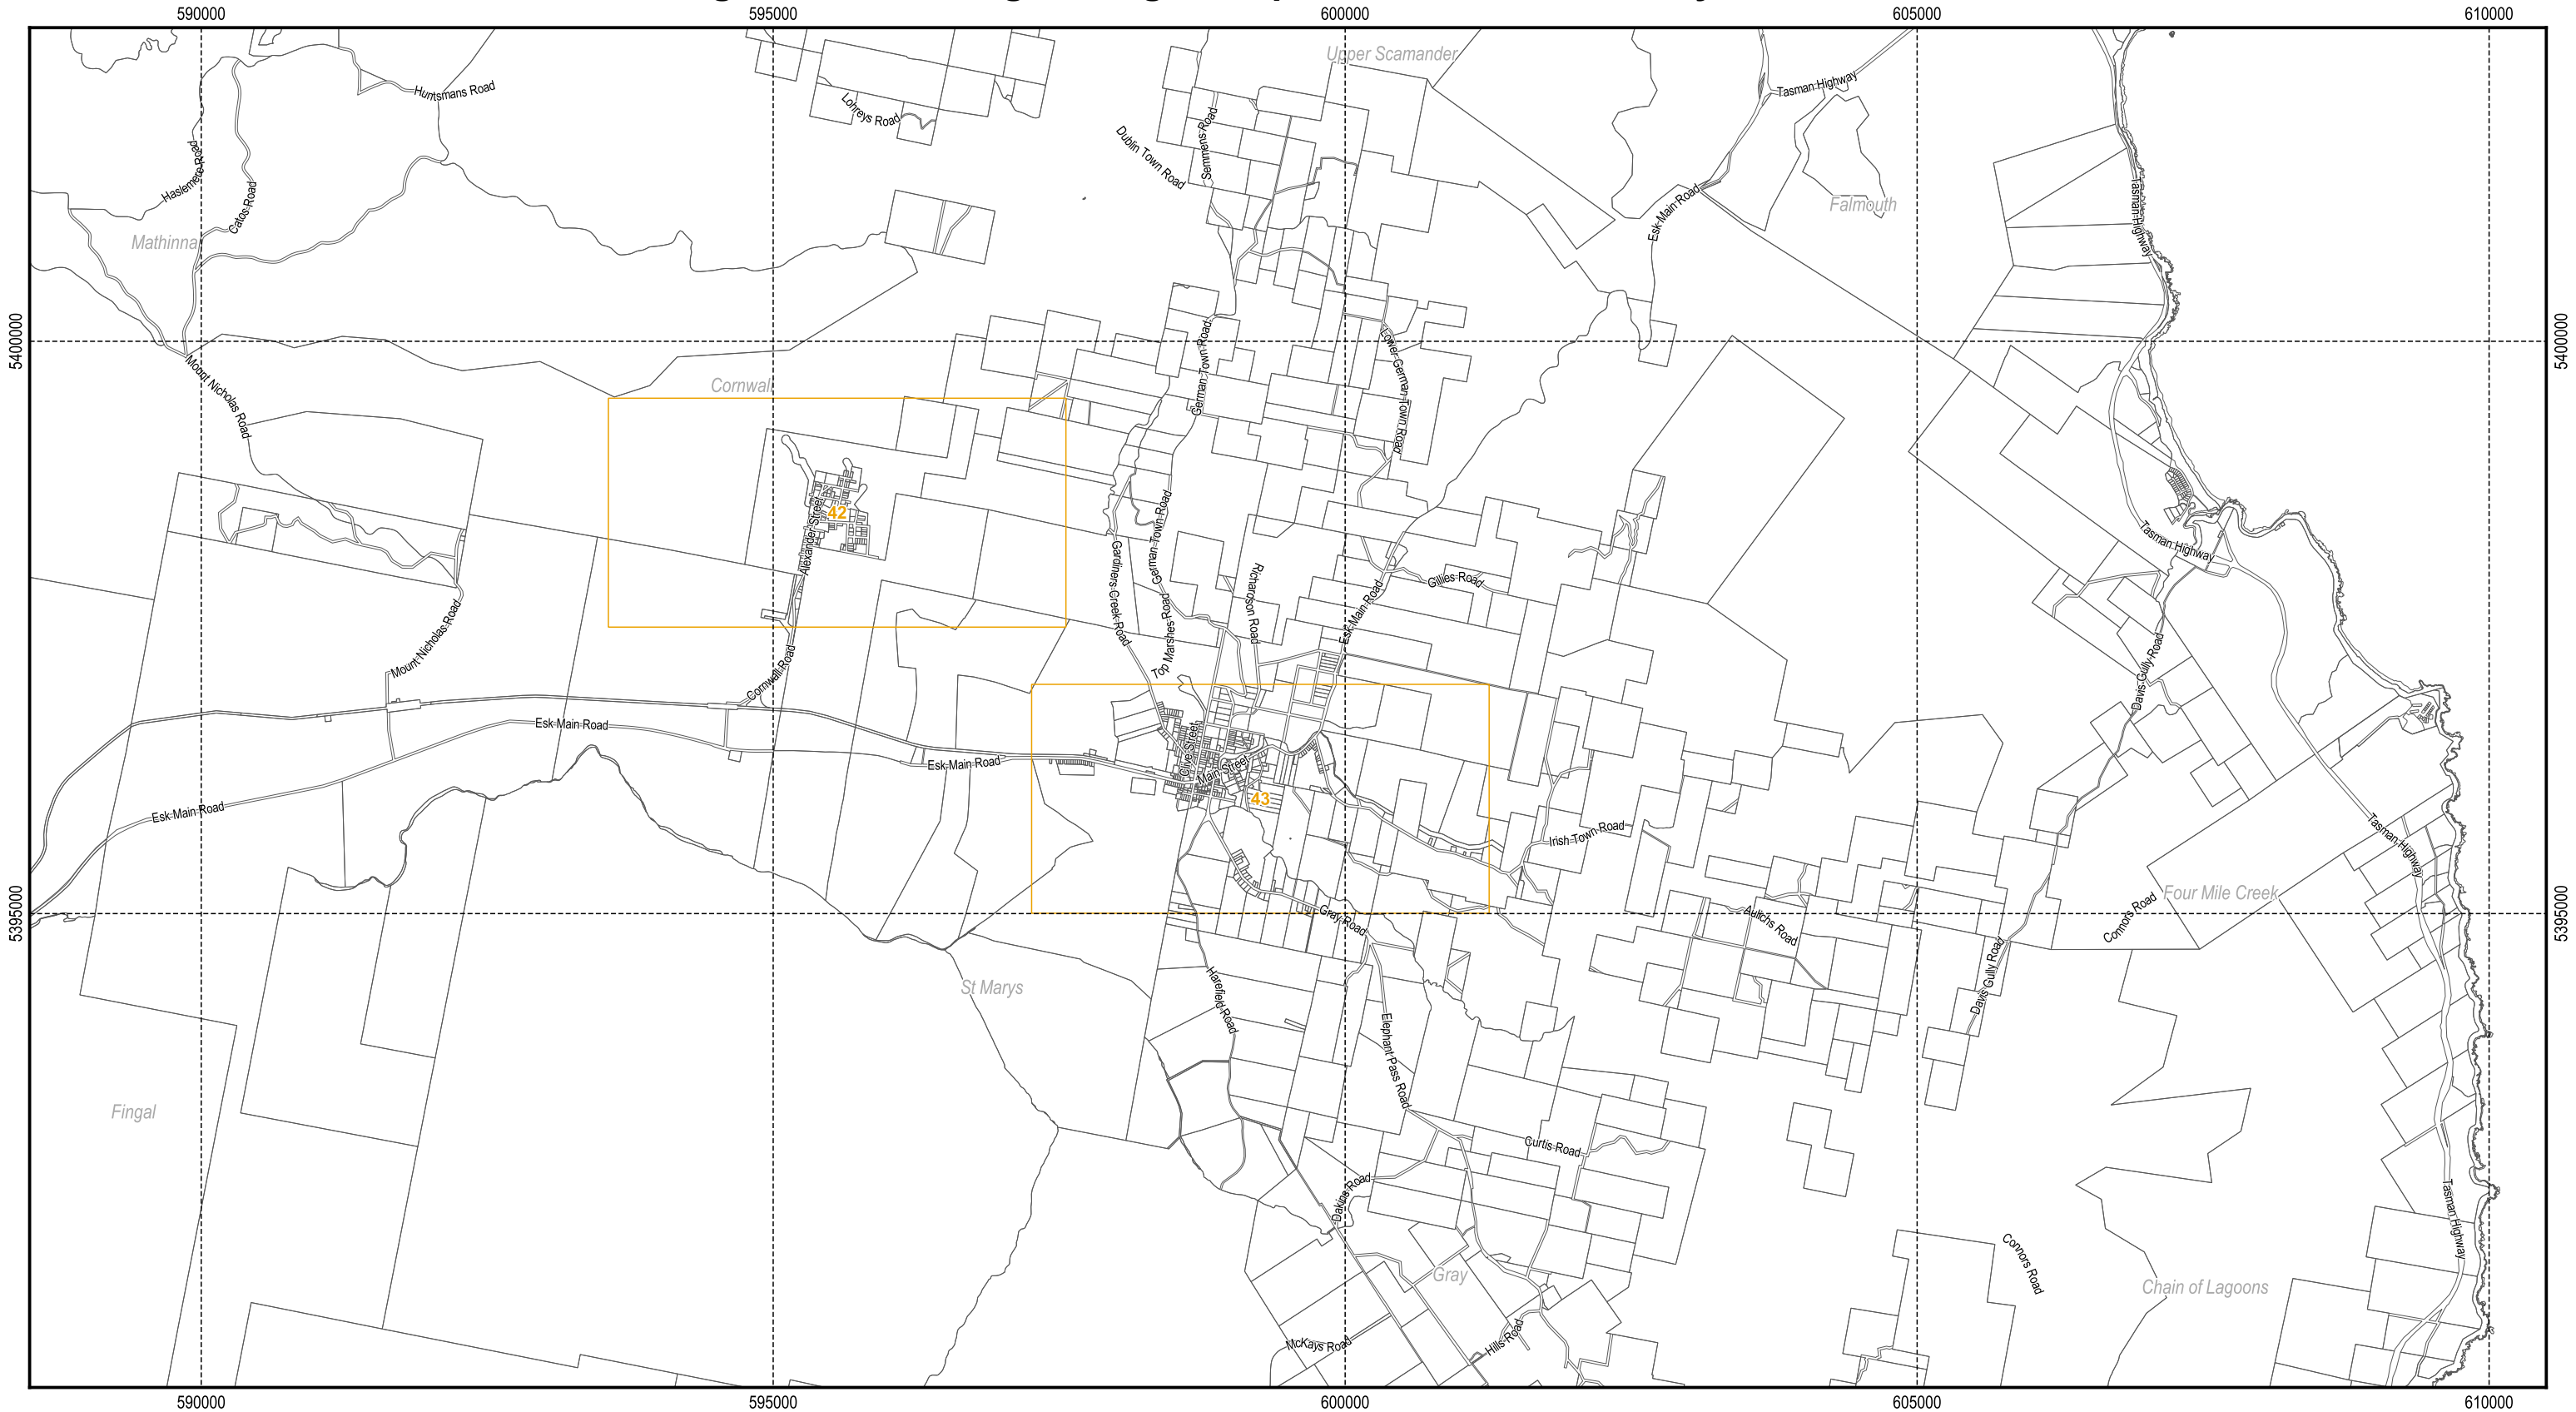 590000
595000
600000
605000
610000
Upper Scamander
Huntsmans Road
Tasman Highway
Lohreys Road
Semmens Road
Dublin Town Road
Haslemere Road
Catos Road
Esk Main Road
Falmouth
Tasman Highway
Mathinna
5400000
5400000
Mount Nicholas Road
Cornwall
German Town Road
Lower German Town Road
42
Alexander Street
German Town Road
Tasman Highway
Gardiners Creek Road
Richardson Road
Gillies Road
Esk Main Road
Top Marshes Road
Mount Nicholas Road
Cornwall Road
Davis Gully Road
Esk Main Road
Clive Street
Esk Main Road
Main Street
43
Esk Main Road
Irish Town Road
Tasman Highway
5395000
5395000
Four Mile Creek
Connors Road
Gray Road
Aulichs Road
St Marys
Harefield Road
Davis Gully Road
Elephant Pass Road
Fingal
Curtis Road
Dakins Road
Tasman Highway
Connors Road
Gray
Chain of Lagoons
McKays Road
Hills Road
590000
595000
600000
605000
610000